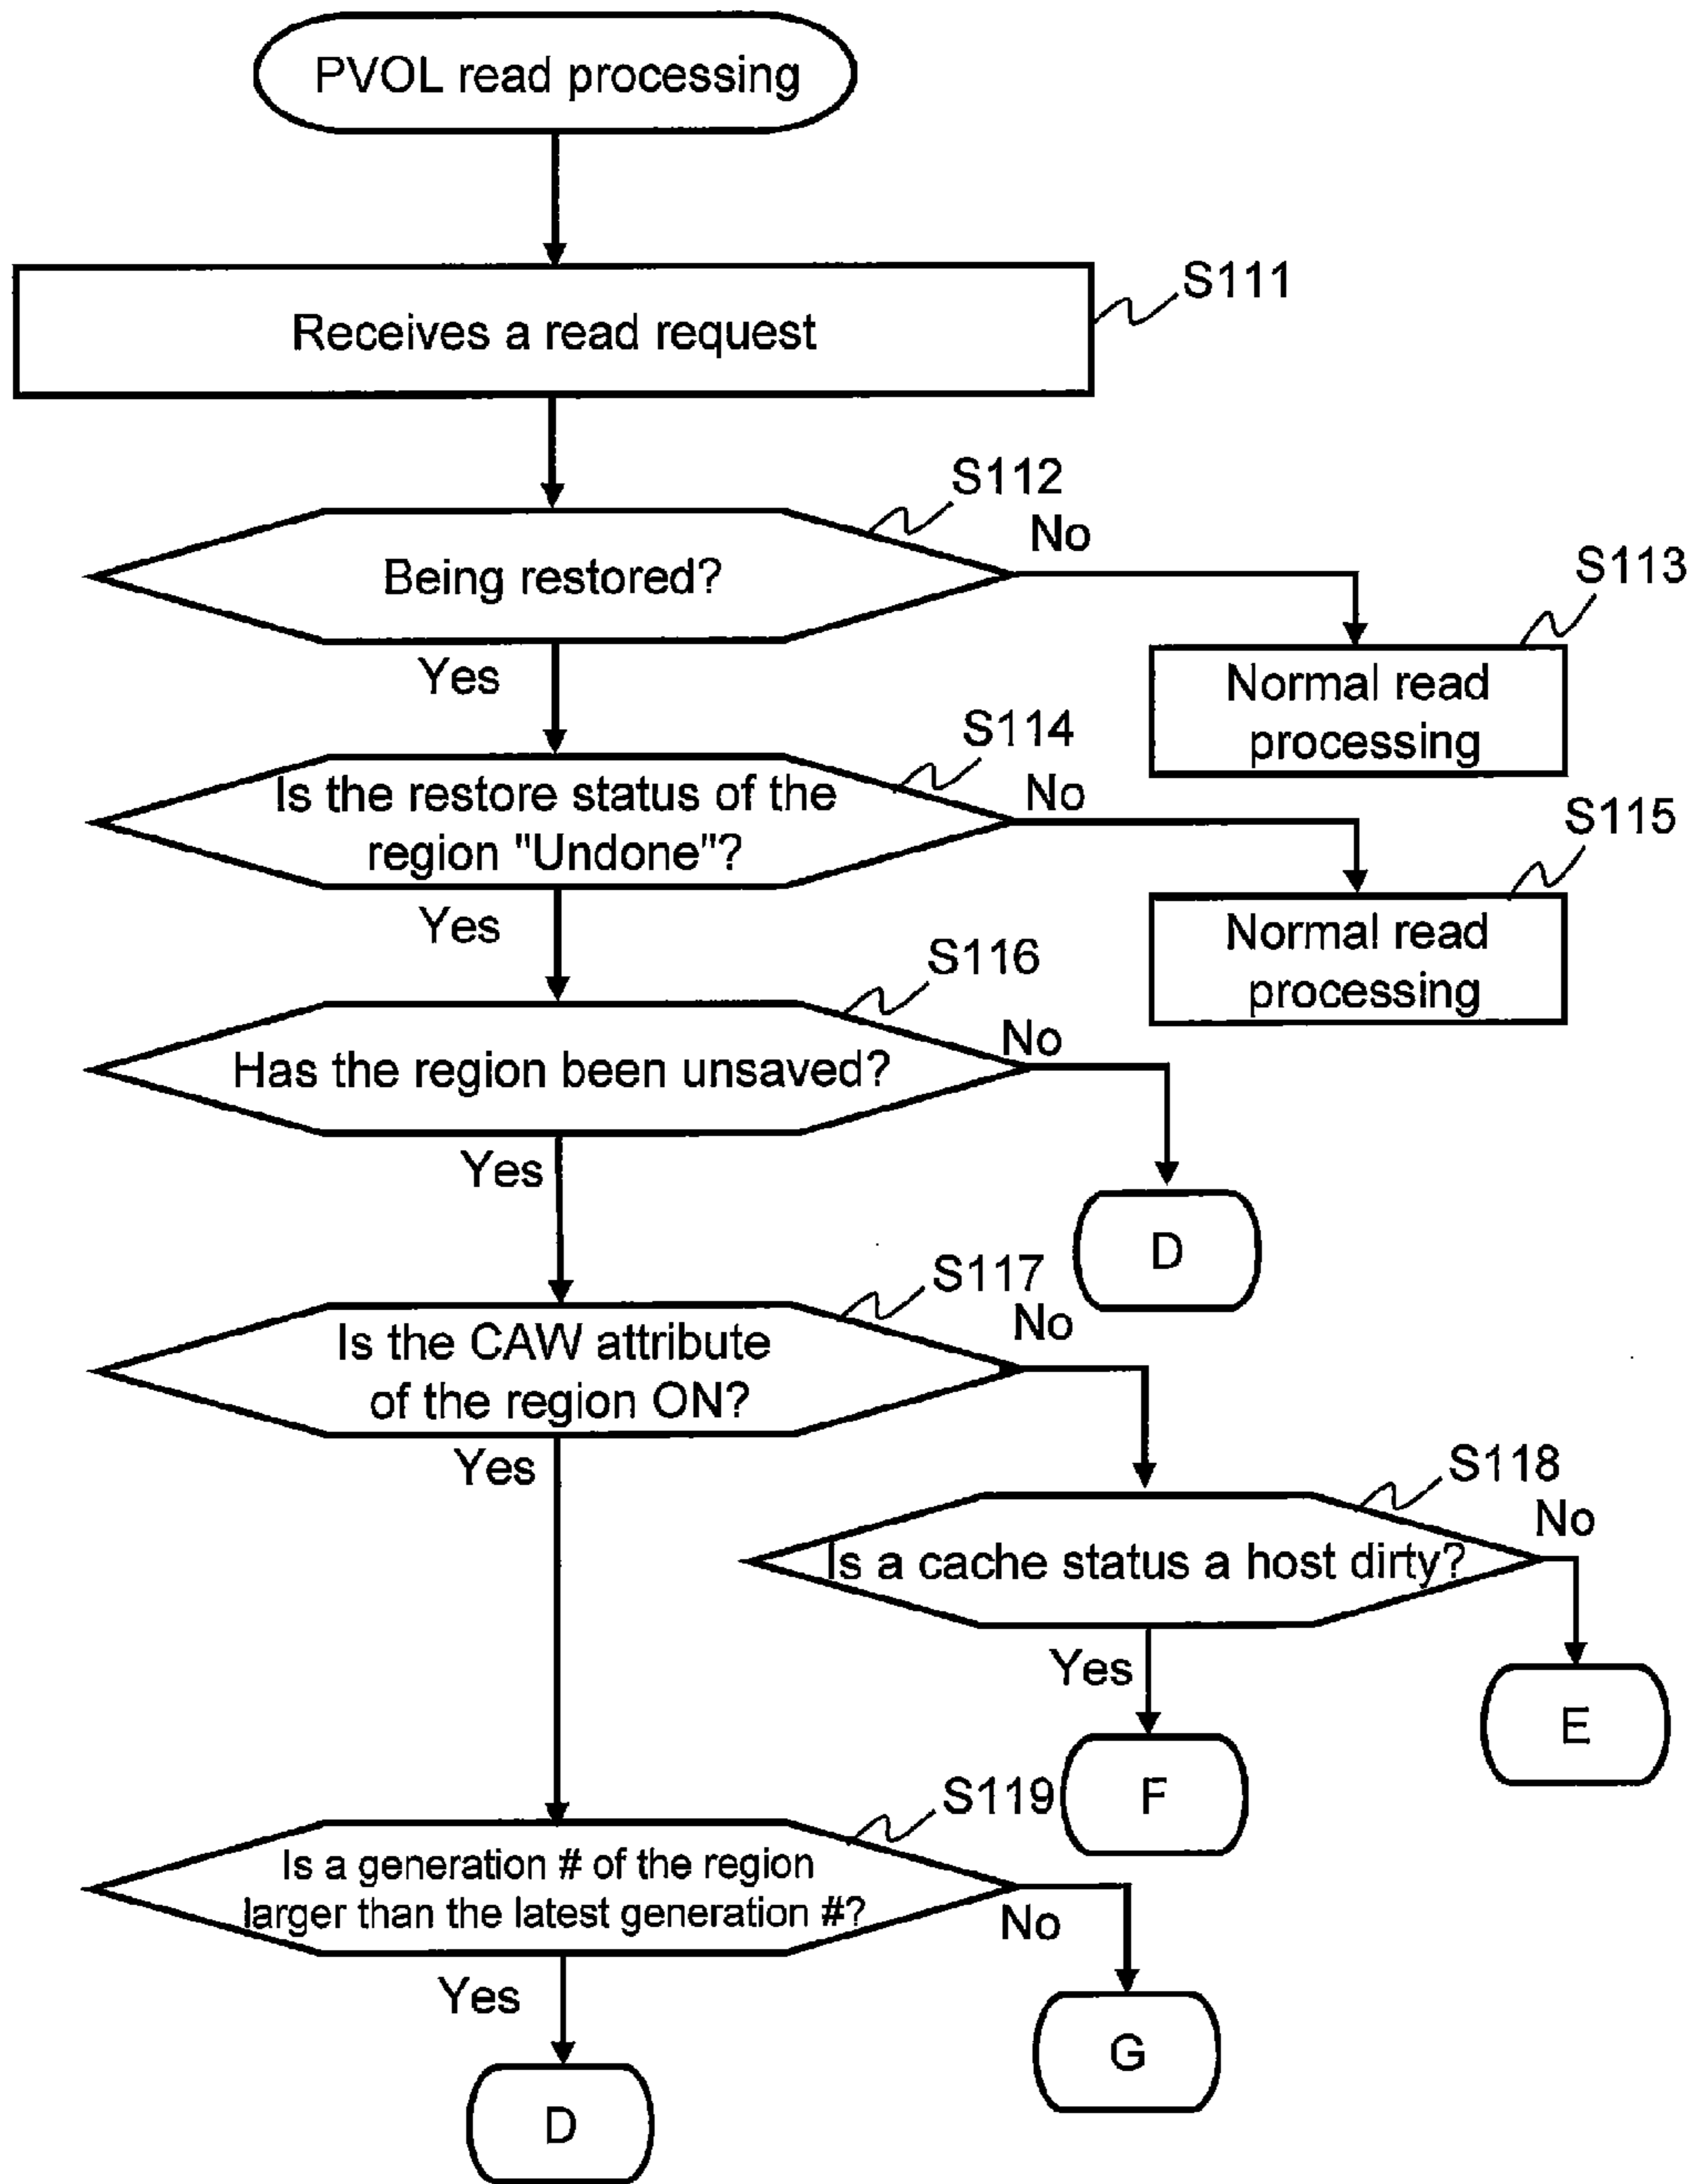 PVOL read processing
S111
Receives a read request
S112
No
Being restored?
S113
Yes
Normal read
processing
S114
Is the restore status of the
No
region "Undone"?
S115
Yes
Normal read
processing
S116
No
Has the region been unsaved?
Yes
D
S117
No
Is the CAW attribute
of the region ON?
Yes
S118
No
Is a cache status a host dirty?
Yes
E
F
S119
Is a generation # of the region
larger than the latest generation #?
No
Yes
G
D